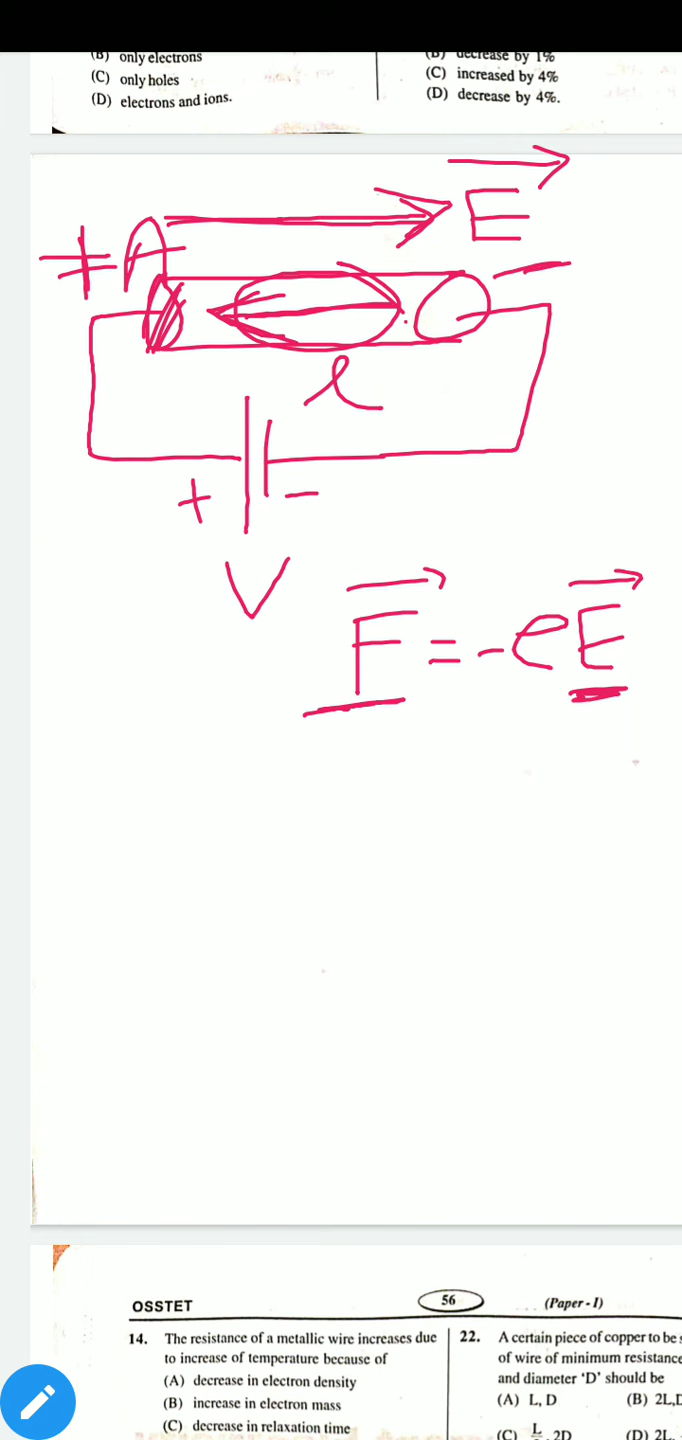 (B) only electrons
(C) only holes
(D) electrons and ions.
(B) decrease by 1%
(C) increased by 4%
(D) decrease by 4%.
E
+ A −
l
+ −
V
F = -eE
OSSTET
56
(Paper - I)
14. The resistance of a metallic wire increases due
to increase of temperature because of
(A) decrease in electron density
(B) increase in electron mass
(C) decrease in relaxation time
22. A certain piece of copper to be
of wire of minimum resistance
and diameter 'D' should be
(A) L, D (B) 2L,
(C) L , 2D (D) 2L,